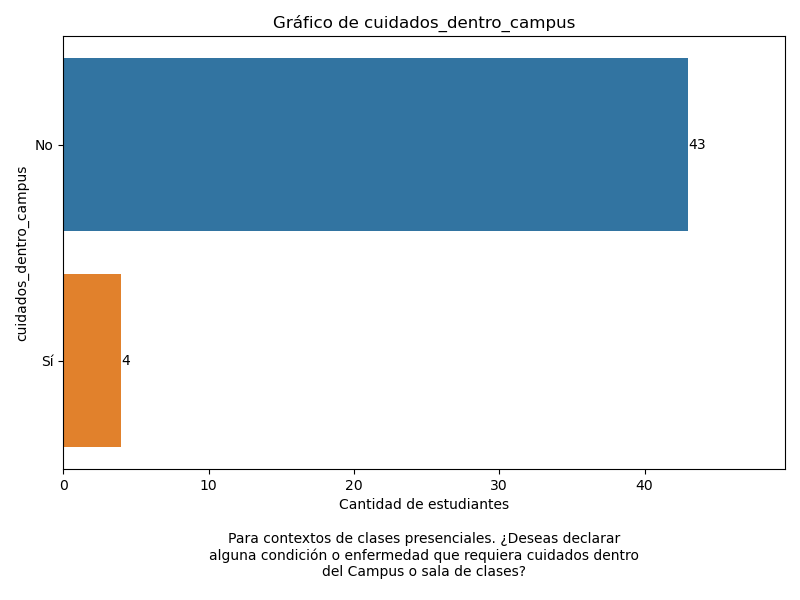 Gráfico de cuidados_dentro_campus
cuidados_dentro_campus
No
43
Sí
4
0 10 20 30 40
Cantidad de estudiantes
Para contextos de clases presenciales. ¿Deseas declarar
alguna condición o enfermedad que requiera cuidados dentro
del Campus o sala de clases?